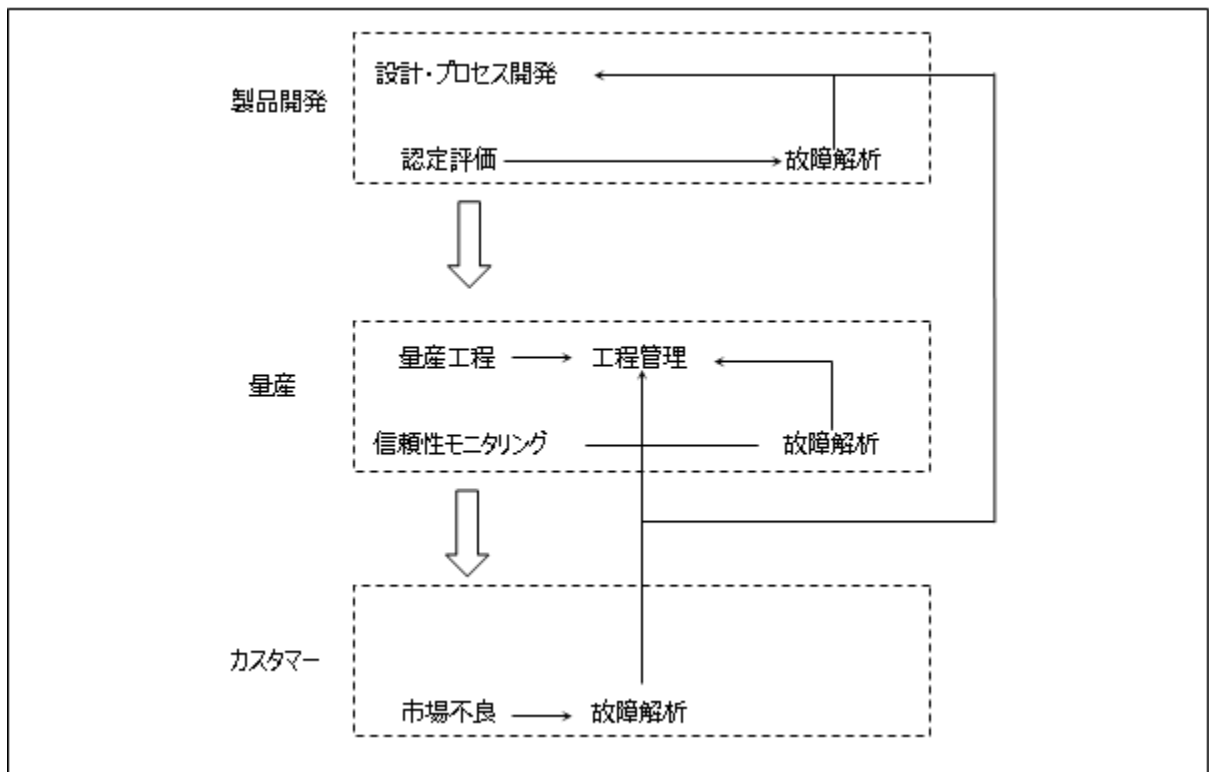 設計・プロセス開発
製品開発
認定評価
故障解析
量産工程
工程管理
量産
信頼性モニタリング
故障解析
カスタマー
市場不良
故障解析